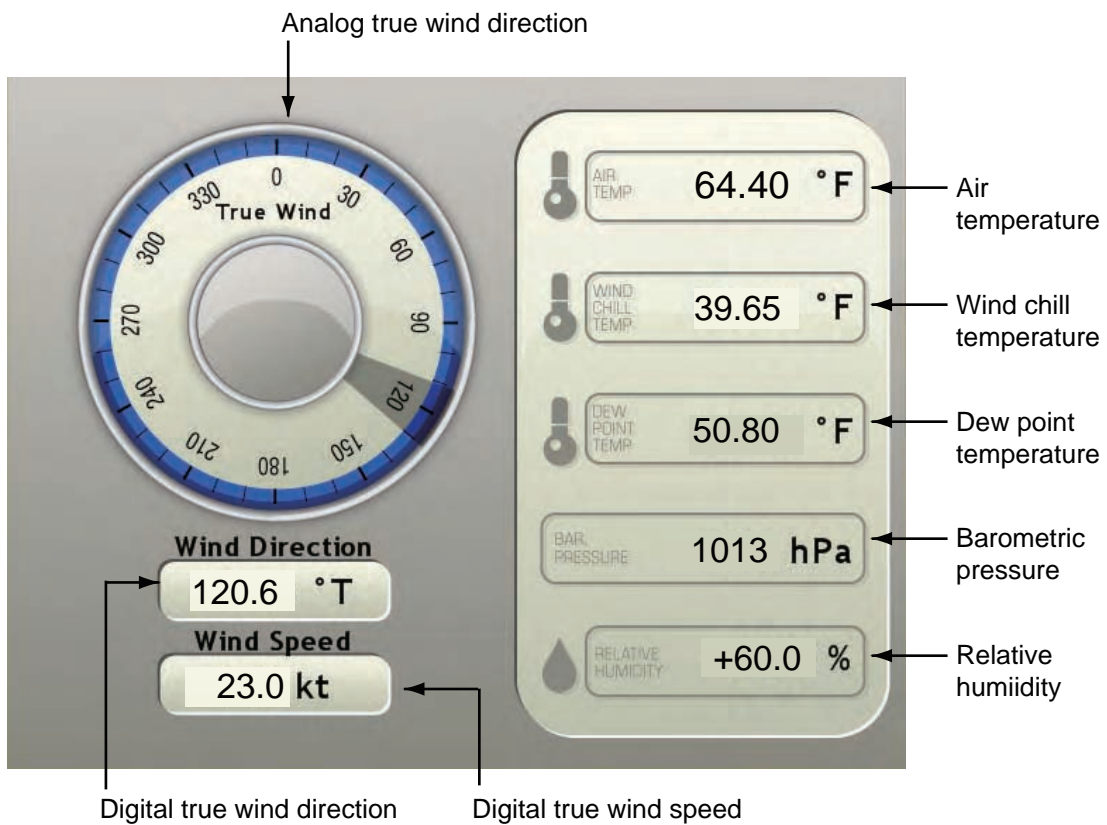 Analog true wind direction
0
30
60
90
120
150
180
210
240
270
300
330
True Wind
Wind Direction
120.6 °T
Wind Speed
23.0 kt
AIR
TEMP
64.40 °F
Air
temperature
WIND
CHILL
TEMP
39.65 °F
Wind chill
temperature
DEW
POINT
TEMP
50.80 °F
Dew point
temperature
BAR.
PRESSURE
1013 hPa
Barometric
pressure
RELATIVE
HUMIDITY
+60.0 %
Relative
humiidity
Digital true wind direction
Digital true wind speed